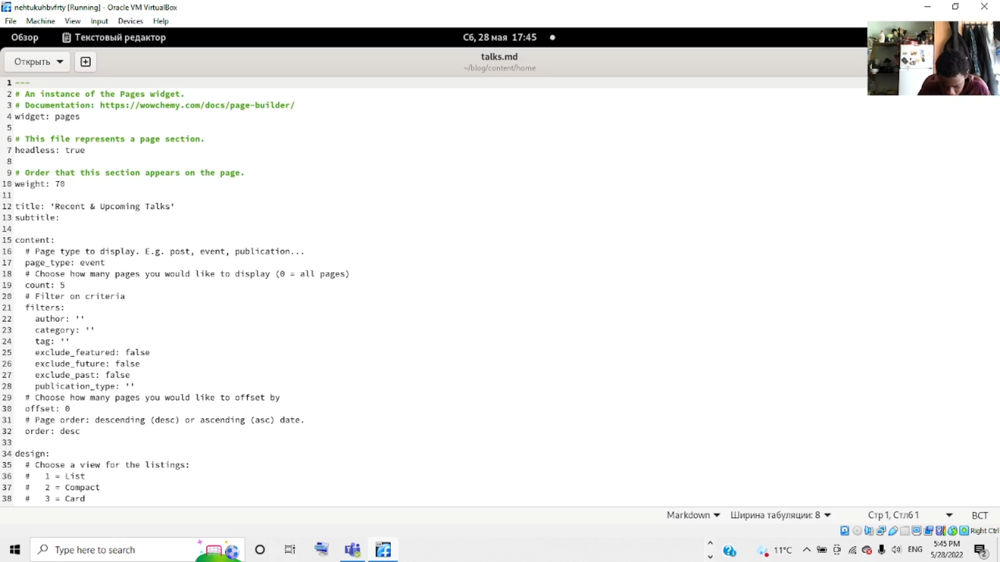 nehtukuhbvfrty [Running] - Oracle VM VirtualBox
File Machine View Input Devices Help
Обзор Текстовый редактор Сб, 28 мая 17:45
Открыть talks.md
~/blog/content/home
1 ---
2 # An instance of the Pages widget.
3 # Documentation: https://wowchemy.com/docs/page-builder/
4 widget: pages
5
6 # This file represents a page section.
7 headless: true
8
9 # Order that this section appears on the page.
10 weight: 70
11
12 title: 'Recent & Upcoming Talks'
13 subtitle:
14
15 content:
16 # Page type to display. E.g. post, event, publication...
17 page_type: event
18 # Choose how many pages you would like to display (0 = all pages)
19 count: 5
20 # Filter on criteria
21 filters:
22 author: ''
23 category: ''
24 tag: ''
25 exclude_featured: false
26 exclude_future: false
27 exclude_past: false
28 publication_type: ''
29 # Choose how many pages you would like to offset by
30 offset: 0
31 # Page order: descending (desc) or ascending (asc) date.
32 order: desc
33
34 design:
35 # Choose a view for the listings:
36 # 1 = List
37 # 2 = Compact
38 # 3 = Card
Markdown Ширина табуляции: 8 Стр 1, Стлб 1 ВСТ
Right Ctrl
Type here to search 11°C ENG 5:45 PM
5/28/2022 2